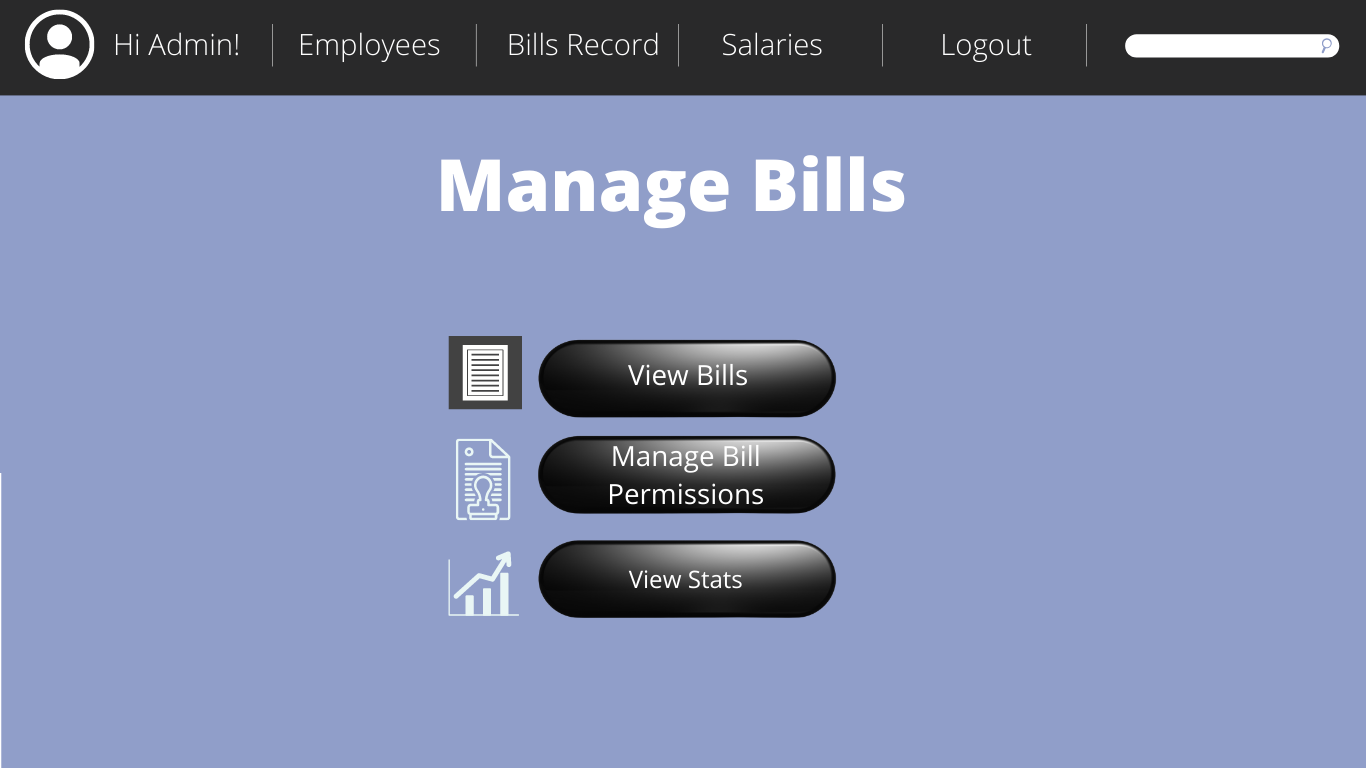 Hi Admin!
Employees
Bills Record
Salaries
Logout
Manage Bills
View Bills
Manage Bill
Permissions
View Stats